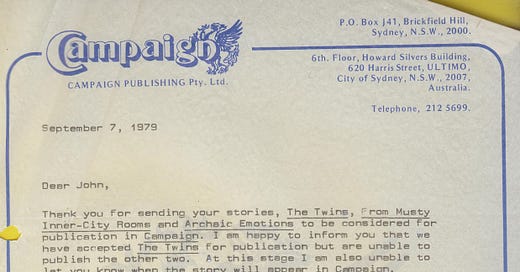 Campaign
CAMPAIGN PUBLISHING Pty. Ltd.
P.O. Box J41, Brickfield Hill,
Sydney, N.S.W., 2000.
6th. Floor, Howard Silvers Building,
620 Harris Street, ULTIMO,
City of Sydney, N.S.W., 2007,
Australia.
Telephone, 212 5699.
September 7, 1979
Dear John,
Thank you for sending your stories, The Twins, From Musty
Inner-City Rooms and Archaic Emotions to be considered for
publication in Campaign. I am happy to inform you that we
have accepted The Twins for publication but are unable to
publish the other two. At this stage I am also unable to
let you know when the story will appear in Campaign.